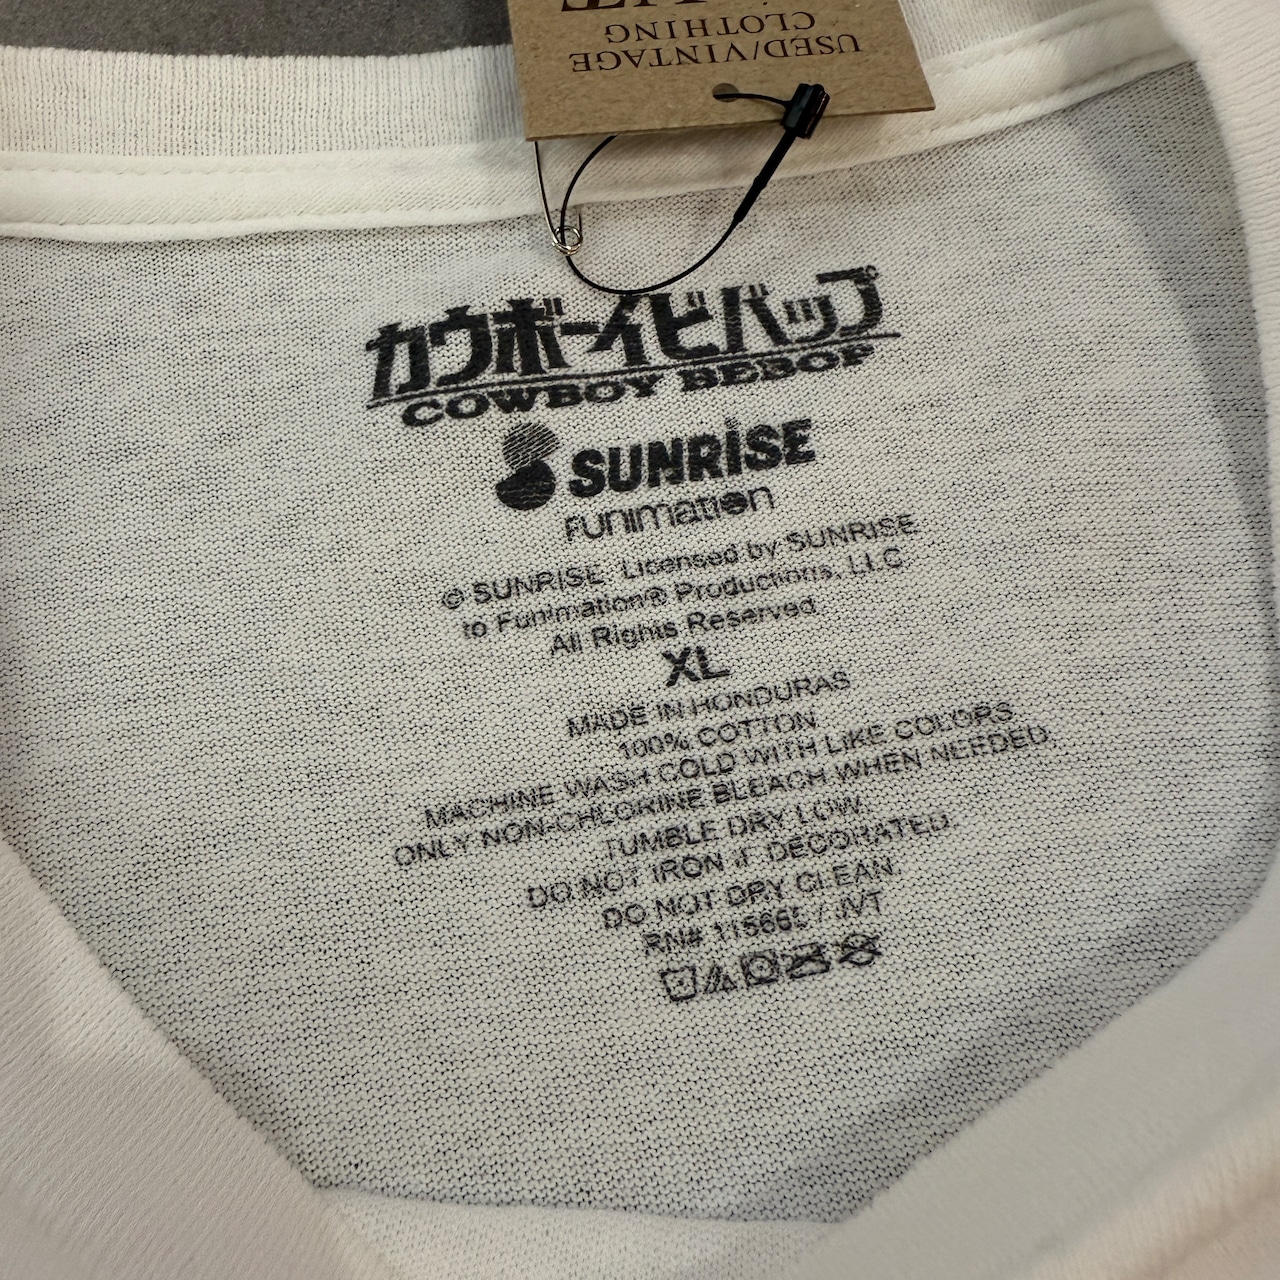 USED/VINTAGE
CLOTHING
カウボーイビバップ
COWBOY BEBOP
SUNRISE
FUnimation
© SUNRISE Licensed by SUNRISE
to Funimation® Productions, LLC
All Rights Reserved
XL
MADE IN HONDURAS
100% COTTON
MACHINE WASH COLD WITH LIKE COLORS
ONLY NON-CHLORINE BLEACH WHEN NEEDED.
TUMBLE DRY LOW.
DO NOT IRON IF DECORATED.
DO NOT DRY CLEAN.
RN# / JVT